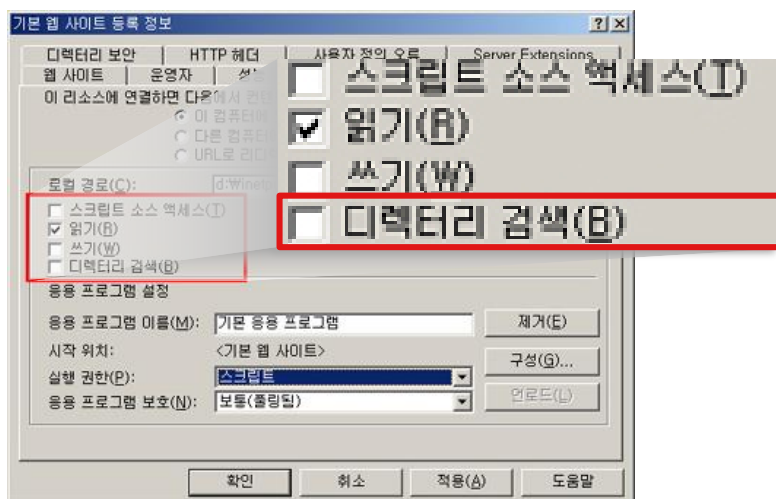 기본 웹 사이트 등록 정보
디렉터리 보안 HTTP 헤더 사용자 정의 오류 Server Extensions
웹 사이트 운영자
이 리소스에 연결하면 다음에서
이 컴퓨터에
다른 컴퓨터
URL로 리디
로컬 경로(C): d:\Winet
스크립트 소스 액세스(T)
읽기(R)
쓰기(W)
디렉터리 검색(B)
스크립트 소스 액세스(T)
읽기(R)
쓰기(W)
디렉터리 검색(B)
응용 프로그램 설정
응용 프로그램 이름(M): 기본 응용 프로그램 제거(E)
시작 위치: <기본 웹 사이트>
구성(G)...
실행 권한(P): 스크립트
응용 프로그램 보호(N): 보통(풀링됨) 언로드(L)
확인 취소 적용(A) 도움말